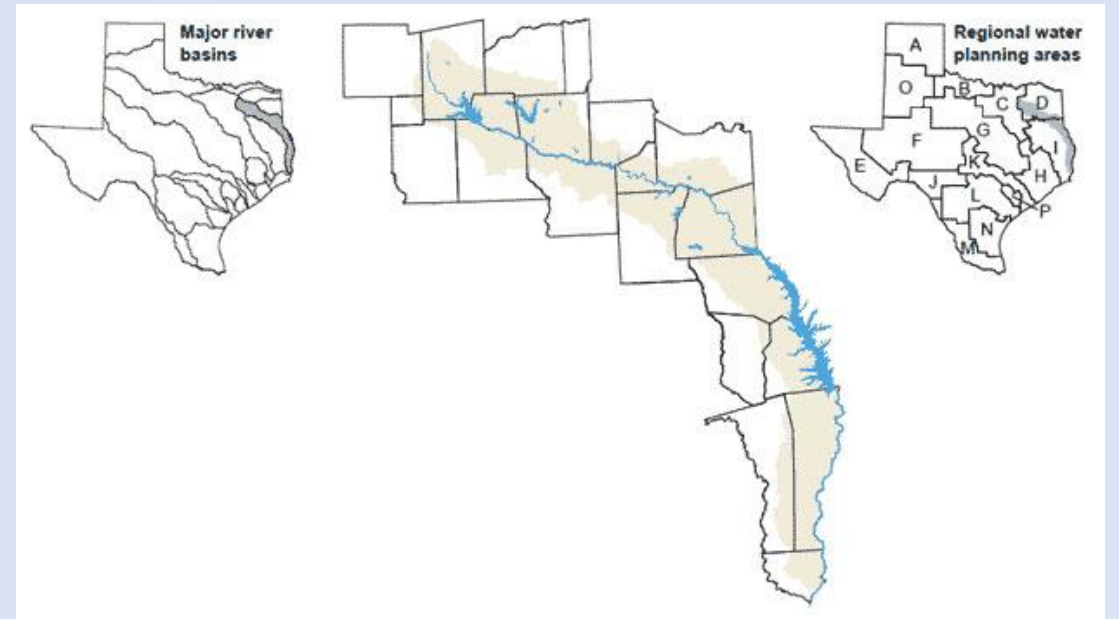 Major river
basins
Regional water
planning areas
A
O
B
C
D
G
F
I
E
K
H
J
L
P
N
M